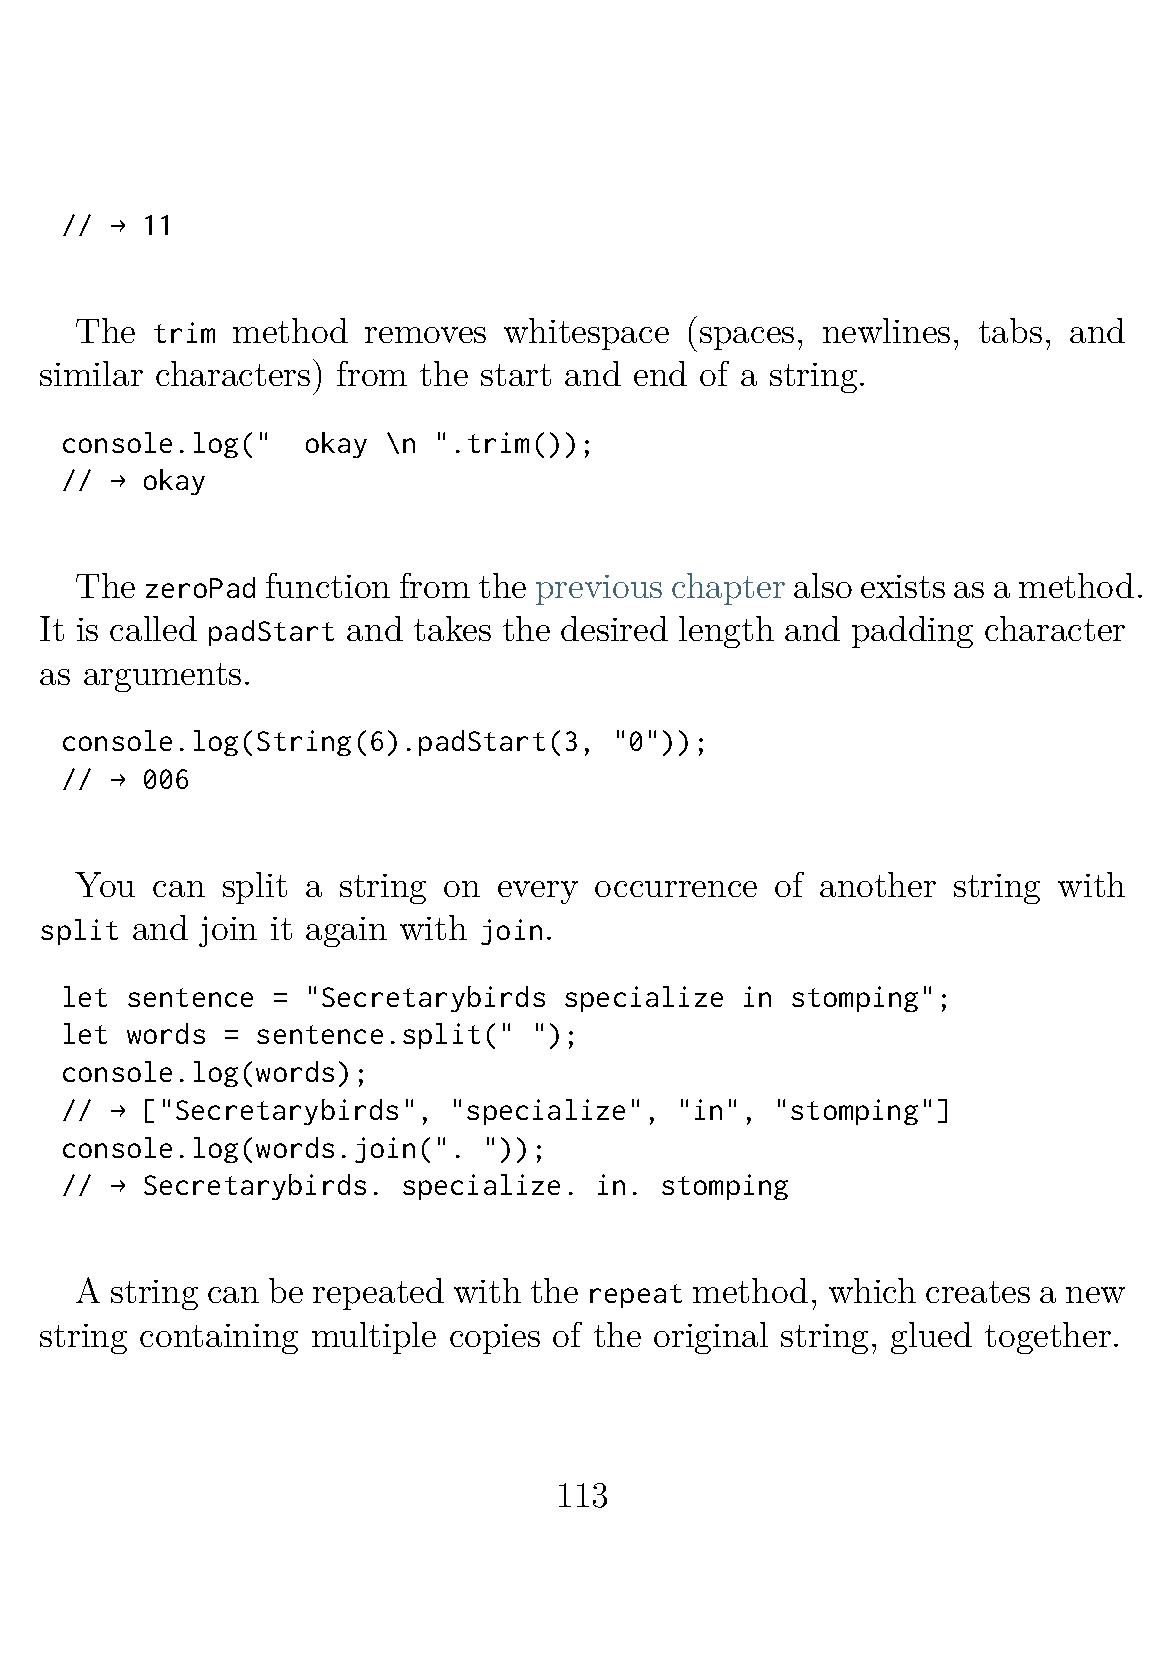 // → 11
The trim method removes whitespace (spaces, newlines, tabs, and
similar characters) from the start and end of a string.
console.log("  okay \n ".trim());
// → okay
The zeroPad function from the previous chapter also exists as a method.
It is called padStart and takes the desired length and padding character
as arguments.
console.log(String(6).padStart(3, "0"));
// → 006
You can split a string on every occurrence of another string with
split and join it again with join.
let sentence = "Secretarybirds specialize in stomping";
let words = sentence.split(" ");
console.log(words);
// → ["Secretarybirds", "specialize", "in", "stomping"]
console.log(words.join(". "));
// → Secretarybirds. specialize. in. stomping
A string can be repeated with the repeat method, which creates a new
string containing multiple copies of the original string, glued together.
113